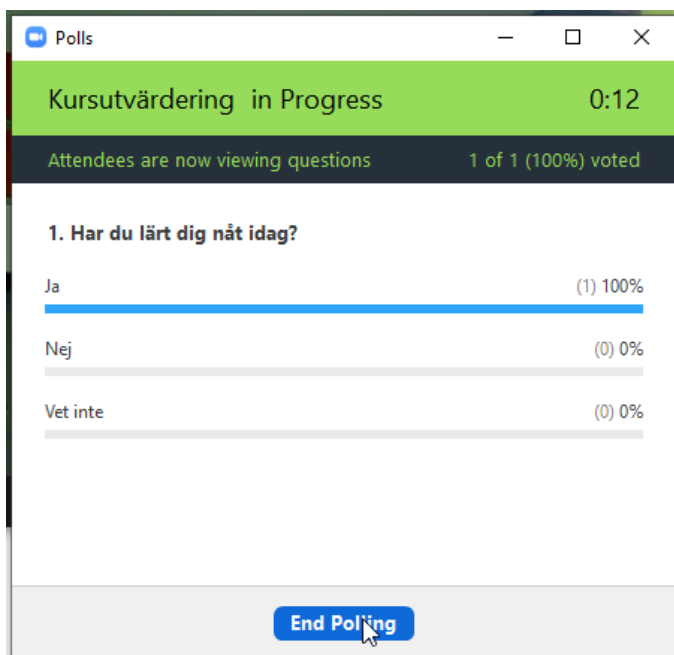 Polls
Kursutvärdering in Progress 0:12
Attendees are now viewing questions 1 of 1 (100%) voted
1. Har du lärt dig nåt idag?
Ja (1) 100%
Nej (0) 0%
Vet inte (0) 0%
End Polling